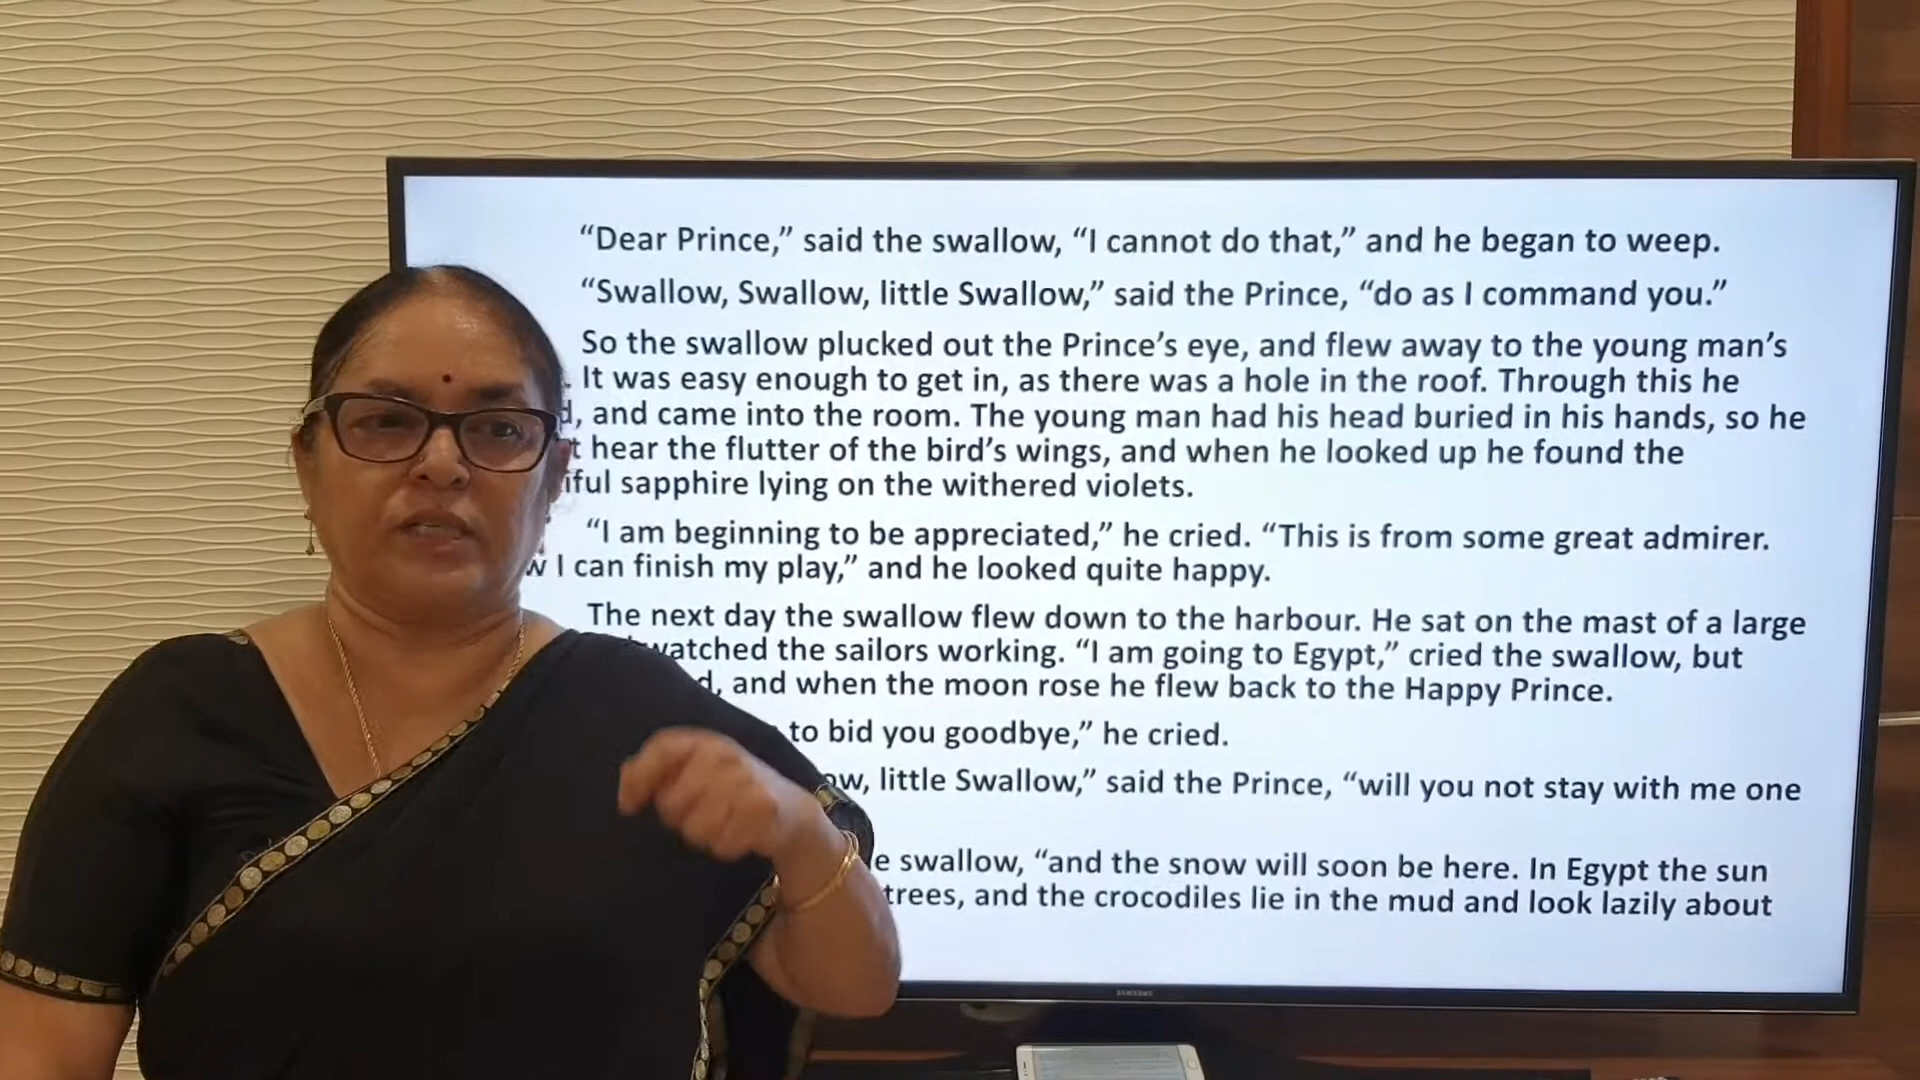 “Dear Prince,” said the swallow, “I cannot do that,” and he began to weep.
“Swallow, Swallow, little Swallow,” said the Prince, “do as I command you.”
So the swallow plucked out the Prince’s eye, and flew away to the young man’s
It was easy enough to get in, as there was a hole in the roof. Through this he
and came into the room. The young man had his head buried in his hands, so he
hear the flutter of the bird’s wings, and when he looked up he found the
sapphire lying on the withered violets.
“I am beginning to be appreciated,” he cried. “This is from some great admirer.
I can finish my play,” and he looked quite happy.
The next day the swallow flew down to the harbour. He sat on the mast of a large
watched the sailors working. “I am going to Egypt,” cried the swallow, but
and when the moon rose he flew back to the Happy Prince.
to bid you goodbye,” he cried.
little Swallow,” said the Prince, “will you not stay with me one
swallow, “and the snow will soon be here. In Egypt the sun
trees, and the crocodiles lie in the mud and look lazily about
SAMSUNG